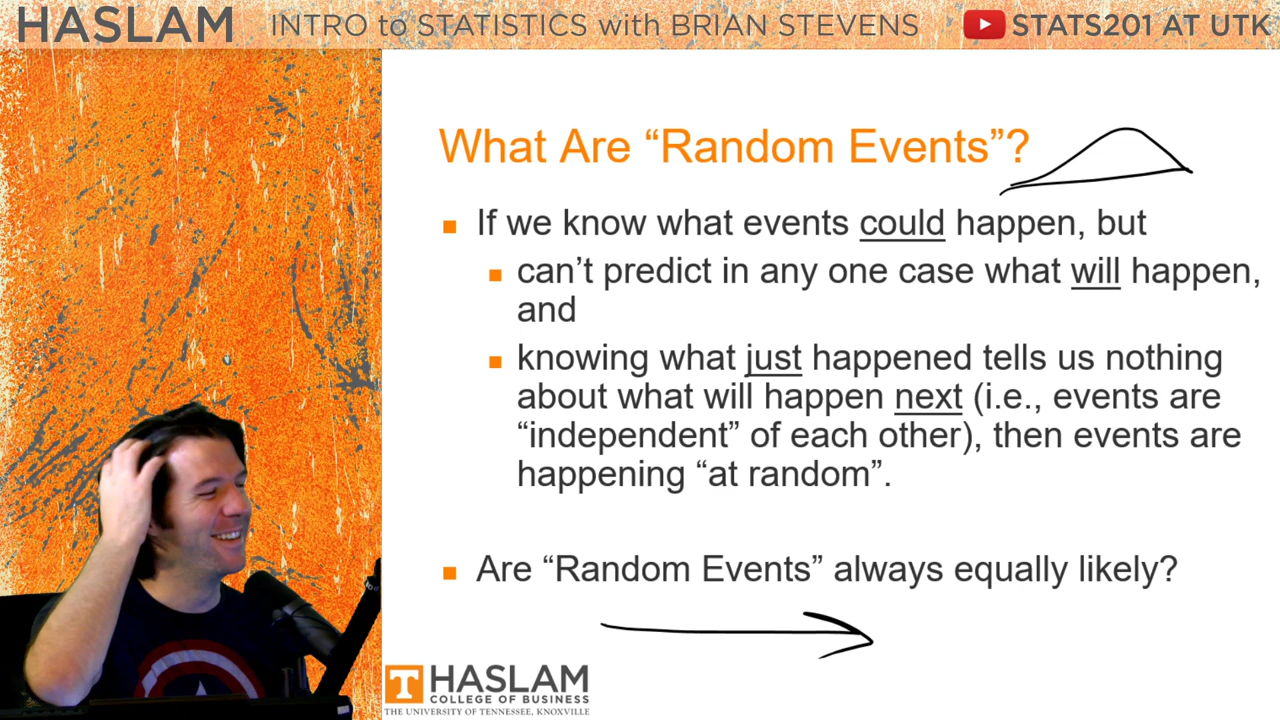 HASLAM INTRO to STATISTICS with BRIAN STEVENS STATS201 AT UTK
What Are “Random Events”?
If we know what events could happen, but
can’t predict in any one case what will happen,
and
knowing what just happened tells us nothing
about what will happen next (i.e., events are
“independent” of each other), then events are
happening “at random”.
Are “Random Events” always equally likely?
T HASLAM
COLLEGE OF BUSINESS
THE UNIVERSITY OF TENNESSEE, KNOXVILLE